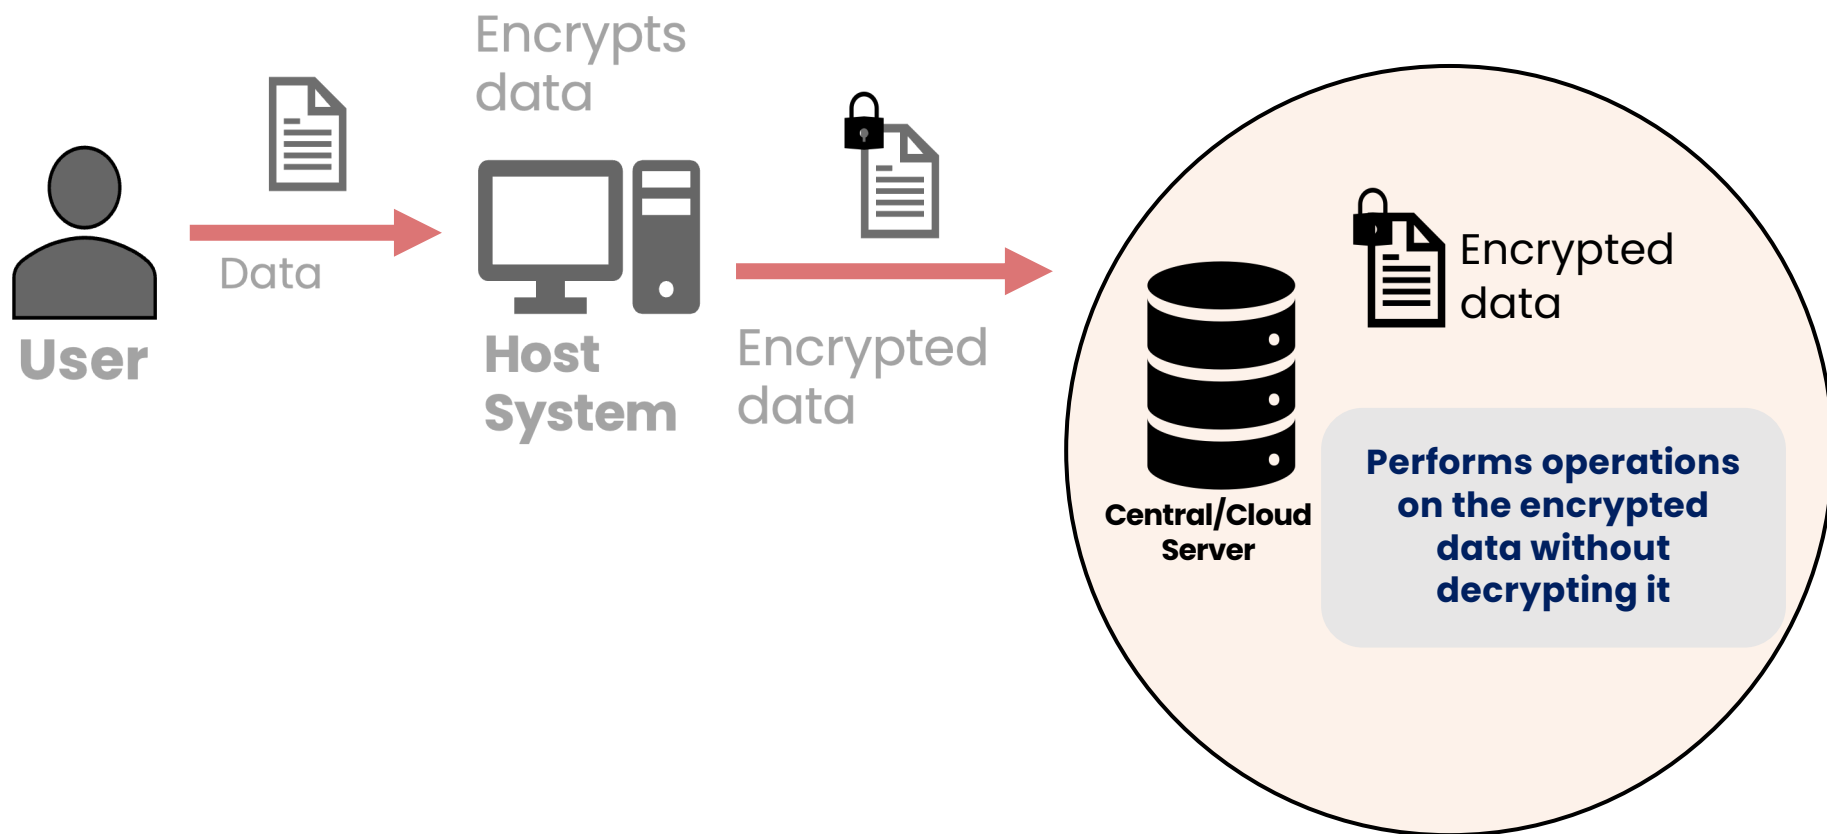 Encrypts
data
Data
User
Host
System
Encrypted
data
Encrypted
data
Central/Cloud
Server
Performs operations
on the encrypted
data without
decrypting it